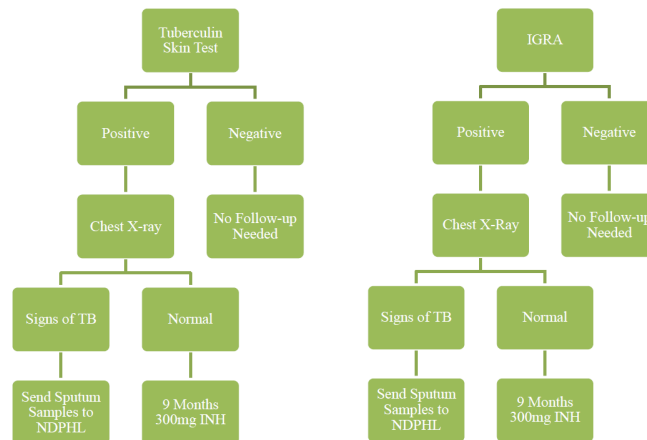 Tuberculin
Skin Test
Positive
Negative
Chest X-ray
No Follow-up
Needed
Signs of TB
Normal
Send Sputum
Samples to
NDPHL
9 Months
300mg INH
IGRA
Positive
Negative
Chest X-Ray
No Follow-up
Needed
Signs of TB
Normal
Send Sputum
Samples to
NDPHL
9 Months
300mg INH